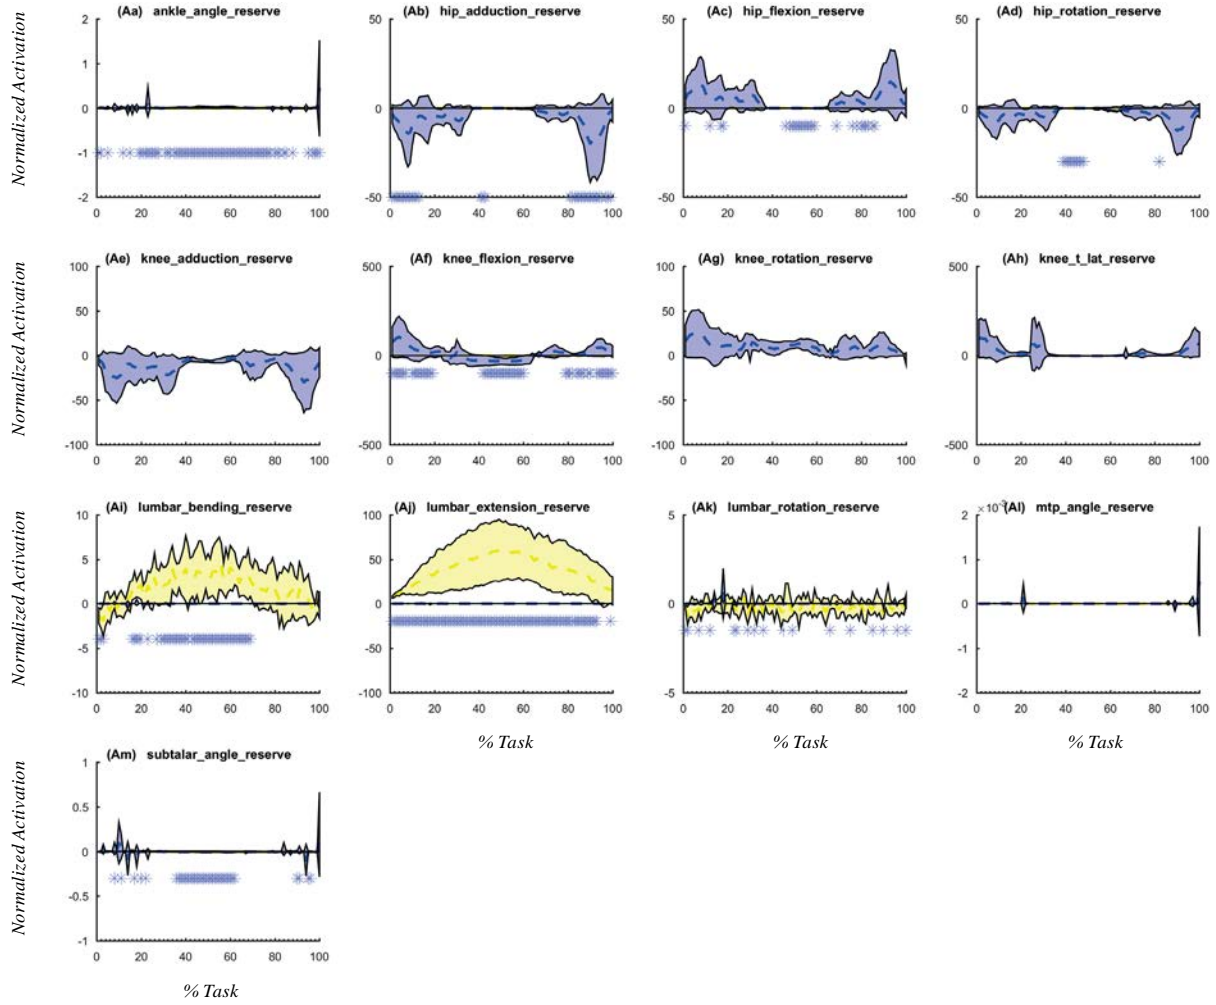 (Aa) ankle_angle_reserve
(Ab) hip_adduction_reserve
(Ac) hip_flexion_reserve
(Ad) hip_rotation_reserve
Normalized Activation
2
1
0
-1
-2
0 20 40 60 80 100
50
0
-50
0 20 40 60 80 100
50
0
50
0 20 40 60 80 100
50
0
50
0 20 40 60 80 100
(Ae) knee_adduction_reserve
(Af) knee_flexion_reserve
(Ag) knee_rotation_reserve
(Ah) knee_t_lat_reserve
Normalized Activation
100
50
0
-50
-100
0 20 40 60 80 100
500
0
-500
0 20 40 60 80 100
100
50
0
-50
-100
0 20 40 60 80 100
500
0
-500
0 20 40 60 80 100
(Ai) lumbar_bending_reserve
(Aj) lumbar_extension_reserve
(Ak) lumbar_rotation_reserve
(Al) mtp_angle_reserve
Normalized Activation
10
5
0
-5
-10
0 20 40 60 80 100
100
50
0
-50
-100
0 20 40 60 80 100
% Task
5
0
-5
0 20 40 60 80 100
% Task
×10
2
1
0
-1
-2
0 20 40 60 80 100
% Task
(Am) subtalar_angle_reserve
Normalized Activation
1
0.5
0
-0.5
-1
0 20 40 60 80 100
% Task